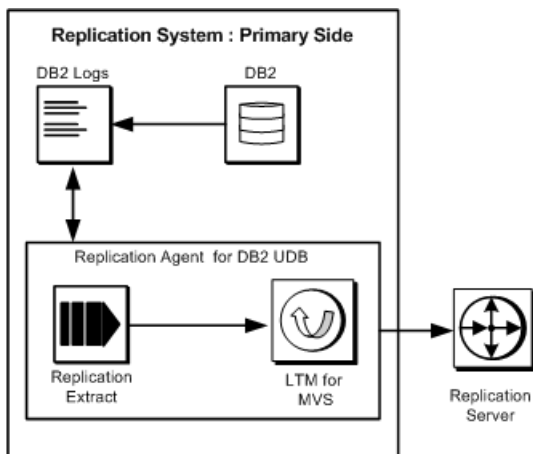 Replication System : Primary Side
DB2 Logs
DB2
Replication Agent for DB2 UDB
Replication
Extract
LTM for
MVS
Replication
Server